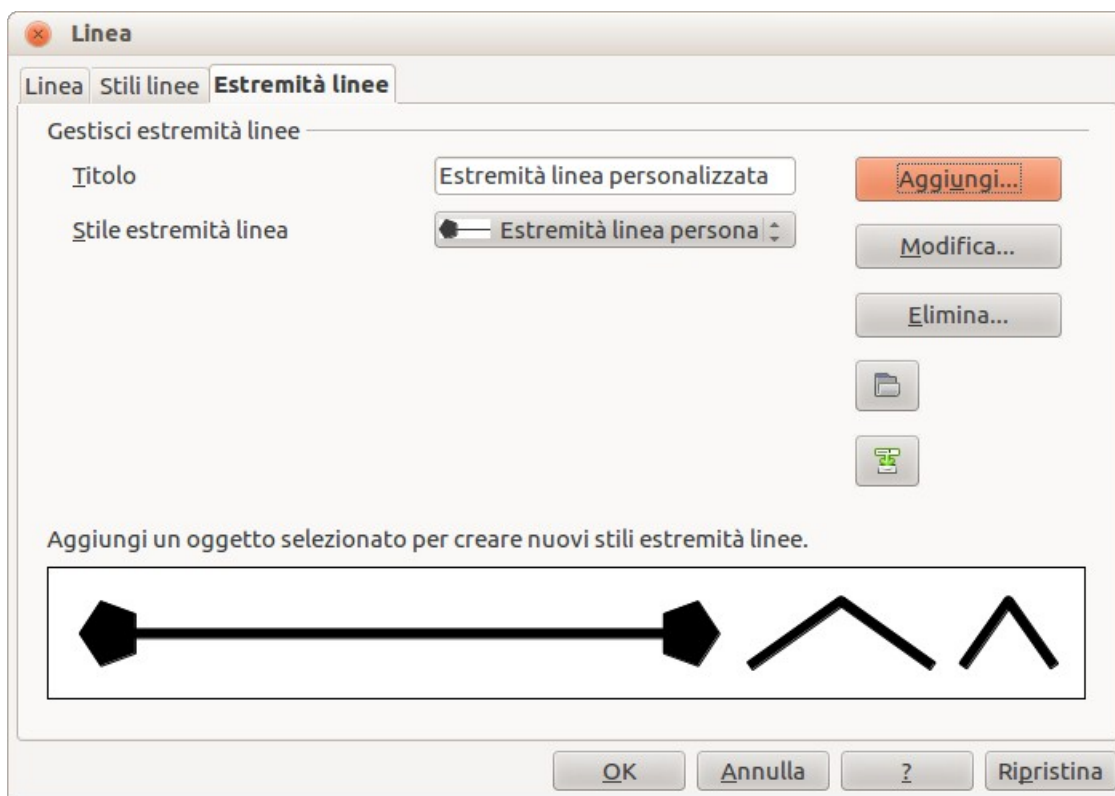 Linea
Linea Stili linee Estremità linee
Gestisci estremità linee
Titolo Estremità linea personalizzata Aggiungi...
Stile estremità linea Estremità linea persona Modifica...
Elimina...
Aggiungi un oggetto selezionato per creare nuovi stili estremità linee.
OK Annulla ? Ripristina